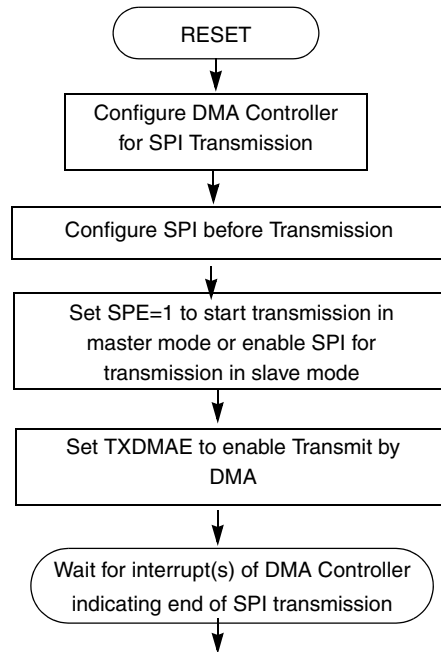 RESET
Configure DMA Controller
for SPI Transmission
Configure SPI before Transmission
Set SPE=1 to start transmission in
master mode or enable SPI for
transmission in slave mode
Set TXDMAE to enable Transmit by
DMA
Wait for interrupt(s) of DMA Controller
indicating end of SPI transmission